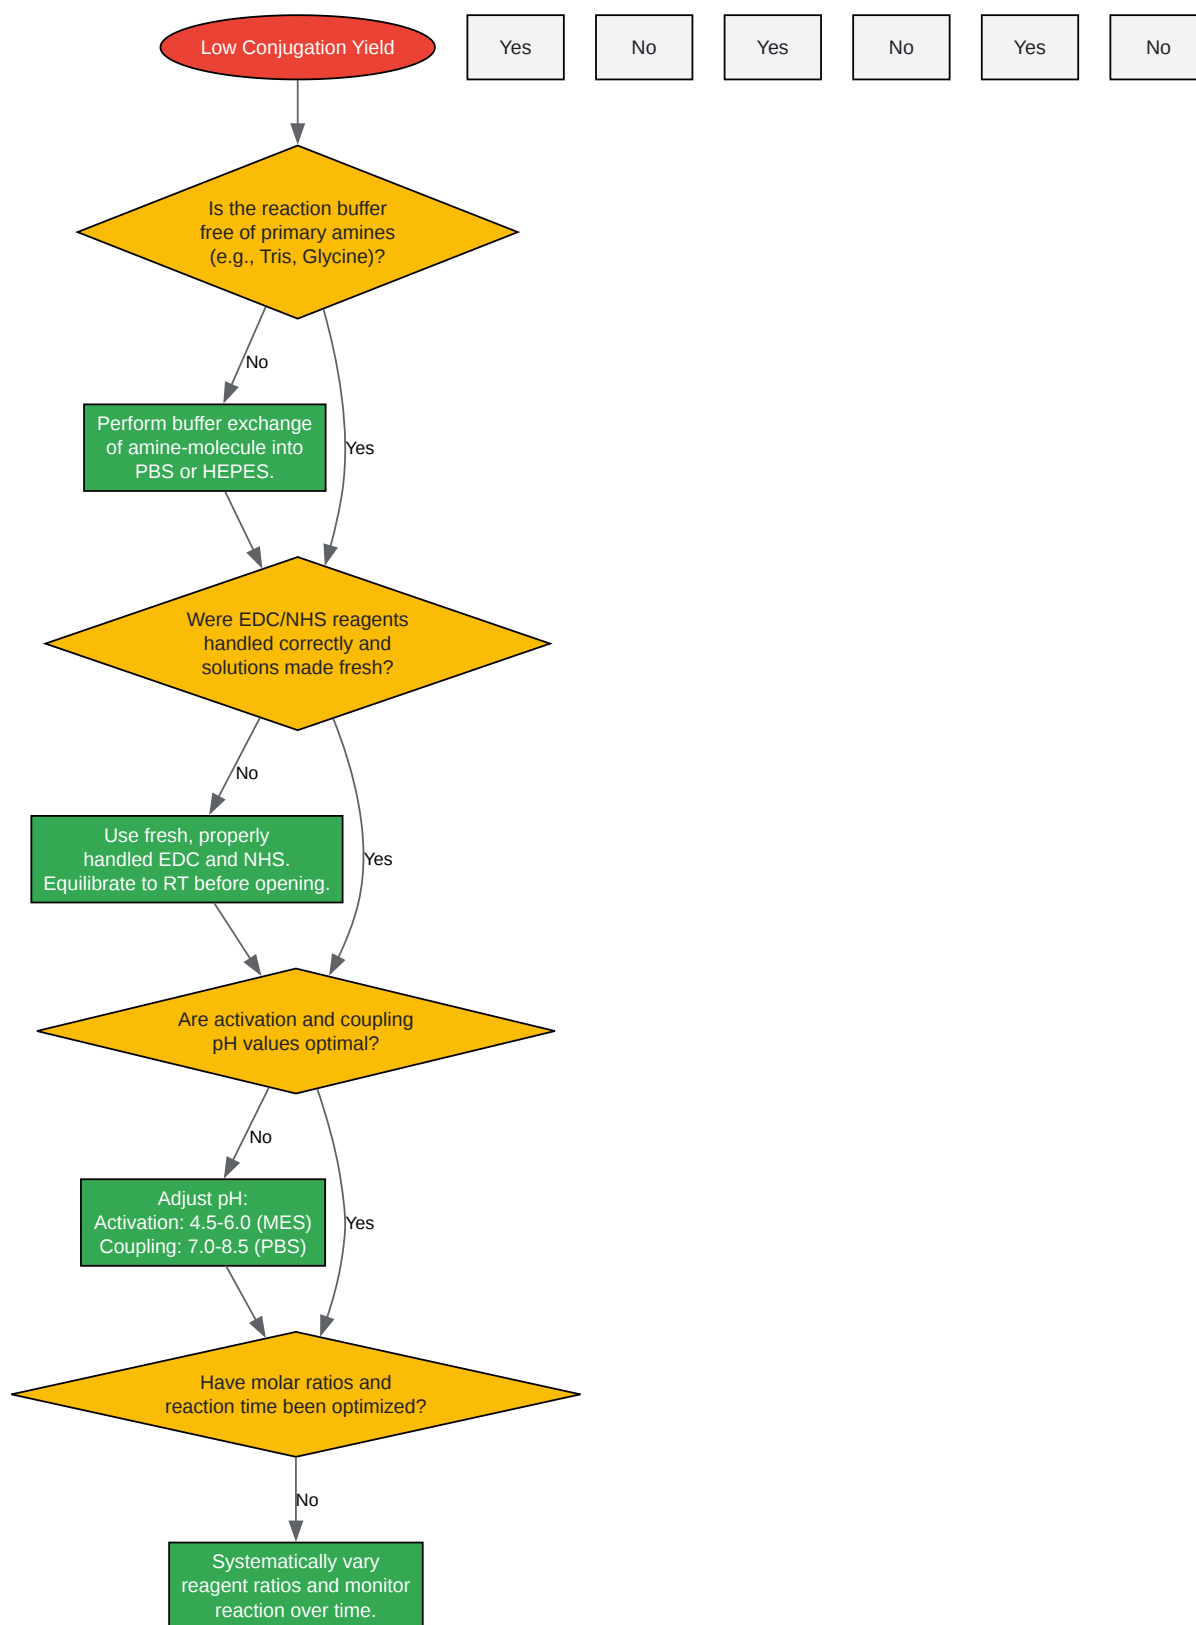 Low Conjugation Yield
Yes
No
Yes
No
Yes
No
Is the reaction buffer
free of primary amines
(e.g., Tris, Glycine)?
No
Perform buffer exchange
of amine-molecule into
PBS or HEPES.
Yes
Were EDC/NHS reagents
handled correctly and
solutions made fresh?
No
Use fresh, properly
handled EDC and NHS.
Equilibrate to RT before opening.
Yes
Are activation and coupling
pH values optimal?
No
Adjust pH:
Activation: 4.5-6.0 (MES)
Coupling: 7.0-8.5 (PBS)
Yes
Have molar ratios and
reaction time been optimized?
No
Systematically vary
reagent ratios and monitor
reaction over time.